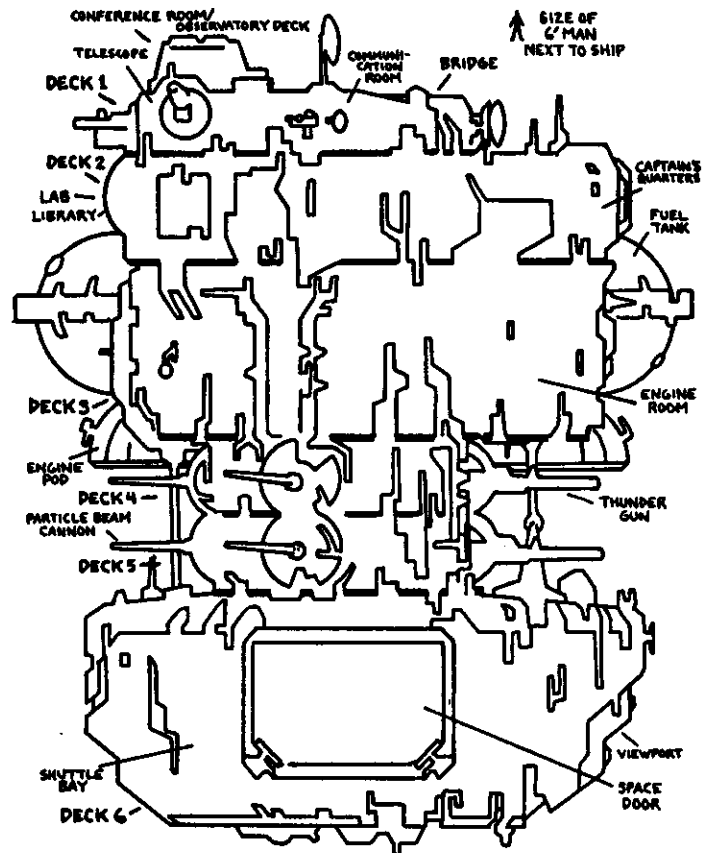 CONFERENCE ROOM/
OBSERVATORY DECK
SIZE OF
6' MAN
NEXT TO SHIP
TELESCOPE
COMMUNI-
CATION
ROOM
BRIDGE
DECK 1
DECK 2
LAB
LIBRARY
CAPTAIN'S
QUARTERS
FUEL
TANK
DECK 3
ENGINE
ROOM
ENGINE
POD
DECK 4
THUNDER
GUN
PARTICLE BEAM
CANNON
DECK 5
VIEWPORT
SHUTTLE
BAY
SPACE
DOOR
DECK 6